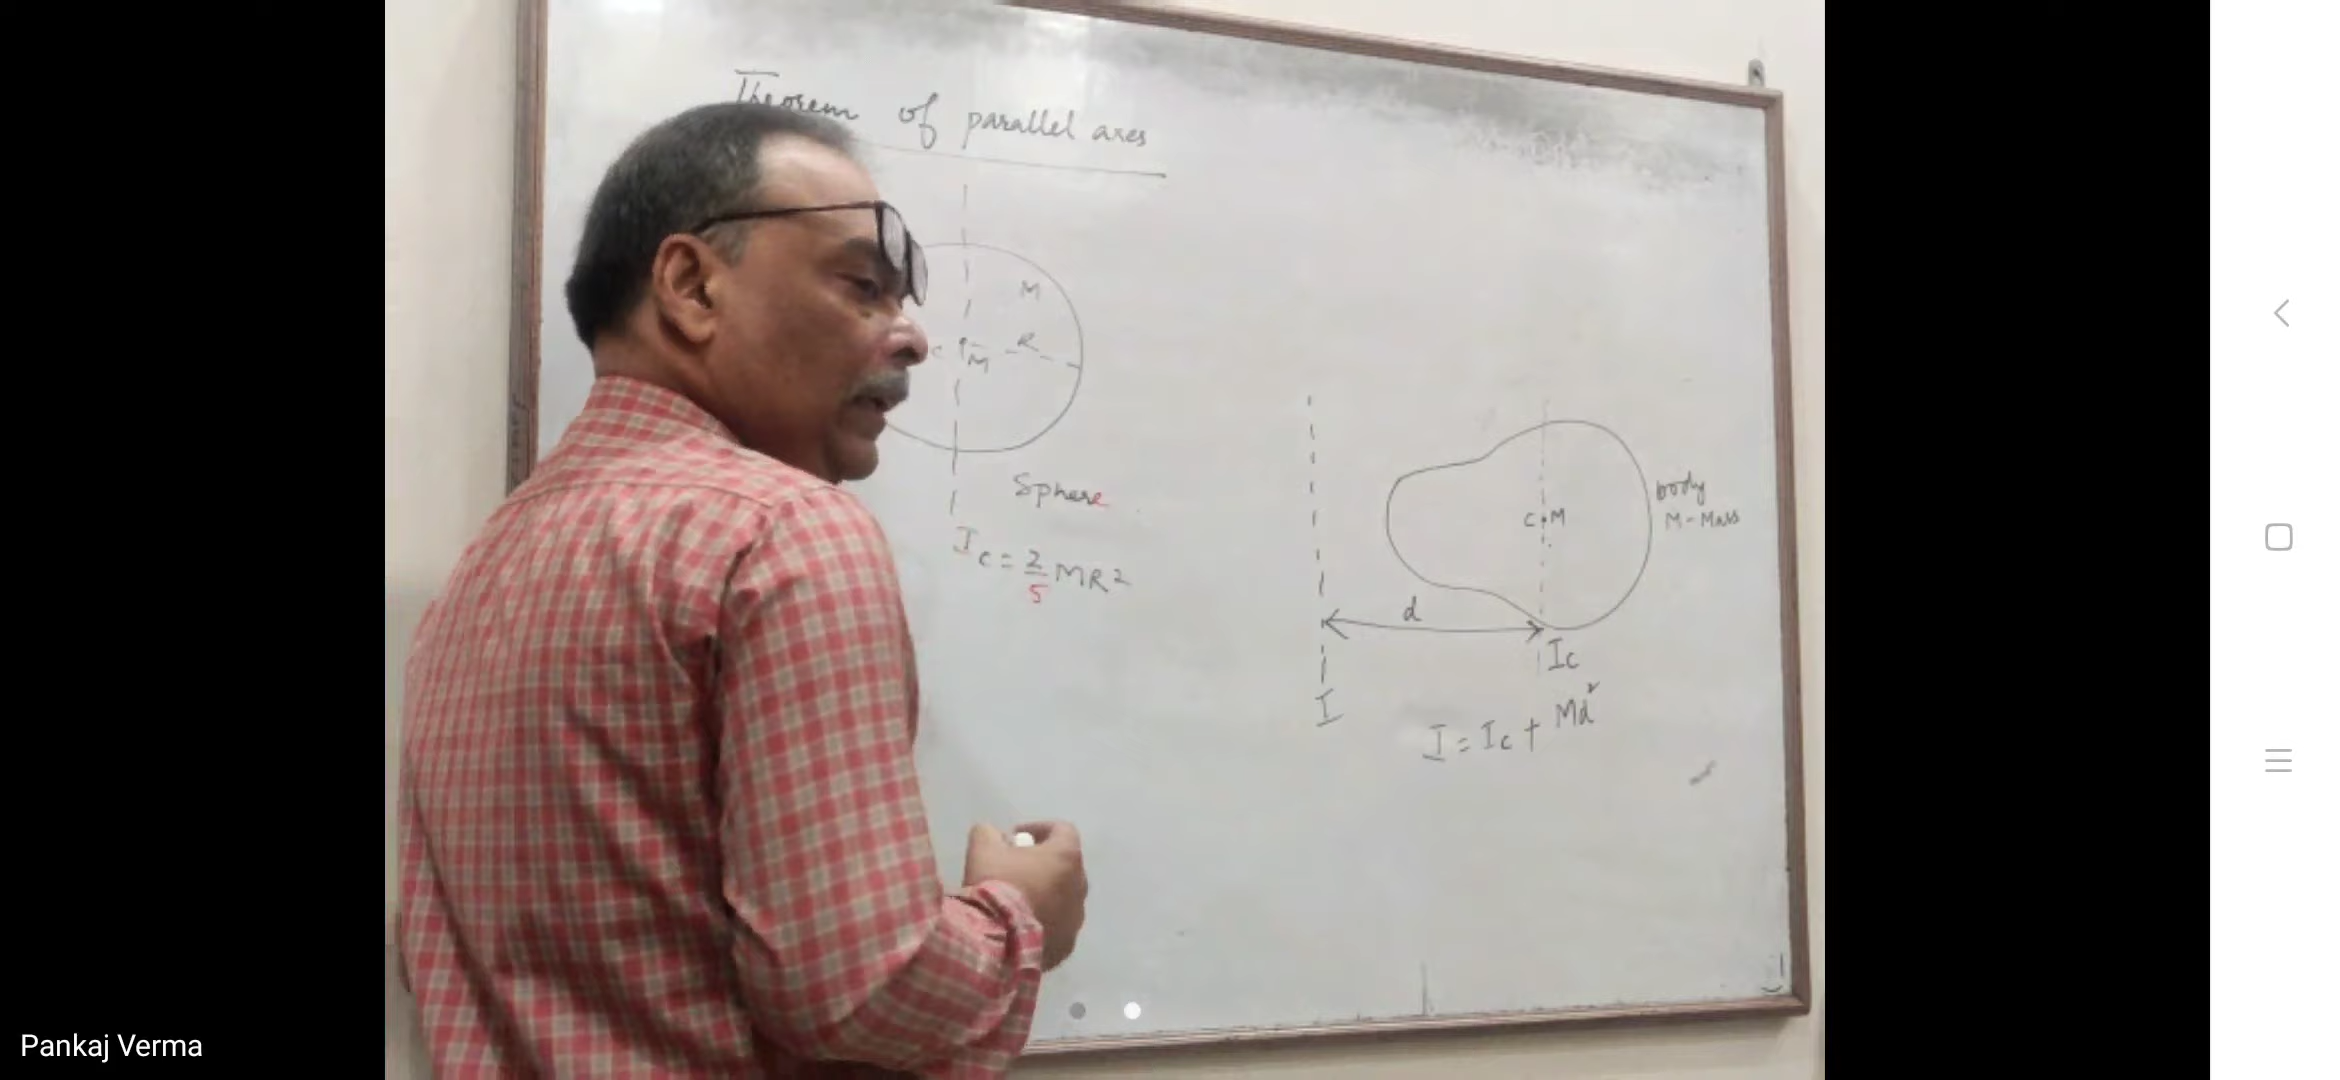 Theorem of parallel axes
M
R
C M
Sphere
Ic = 2/5 MR²
C M
body
M - Mass
d
Ic
I
I = Ic + Md²
Pankaj Verma